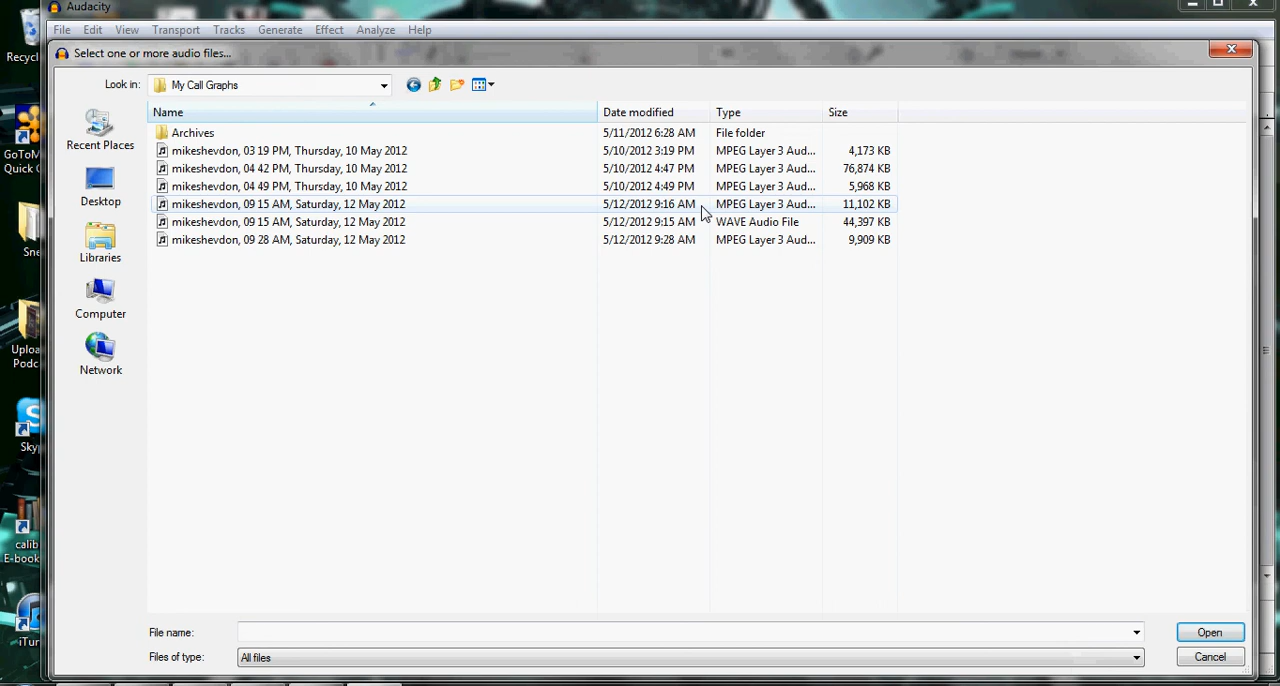 Audacity
File Edit View Transport Tracks Generate Effect Analyze Help
Select one or more audio files...
Look in: My Call Graphs
Name Date modified Type Size
Archives 5/11/2012 6:28 AM File folder
mikeshevdon, 03 19 PM, Thursday, 10 May 2012 5/10/2012 3:19 PM MPEG Layer 3 Aud... 4,173 KB
mikeshevdon, 04 42 PM, Thursday, 10 May 2012 5/10/2012 4:47 PM MPEG Layer 3 Aud... 76,874 KB
mikeshevdon, 04 49 PM, Thursday, 10 May 2012 5/10/2012 4:49 PM MPEG Layer 3 Aud... 5,968 KB
mikeshevdon, 09 15 AM, Saturday, 12 May 2012 5/12/2012 9:16 AM MPEG Layer 3 Aud... 11,102 KB
mikeshevdon, 09 15 AM, Saturday, 12 May 2012 5/12/2012 9:15 AM WAVE Audio File 44,397 KB
mikeshevdon, 09 28 AM, Saturday, 12 May 2012 5/12/2012 9:28 AM MPEG Layer 3 Aud... 9,909 KB
Recent Places
Desktop
Libraries
Computer
Network
File name:
Open
Files of type: All files
Cancel
Recycl
GoToM
Quick C
Sne
Uploa
Podc
Sky
calib
E-book
iTur